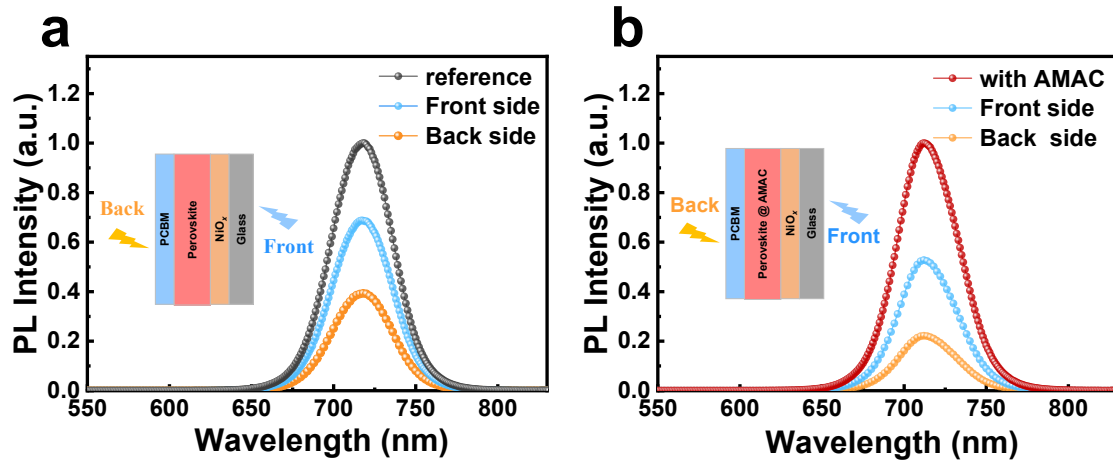 a
PL Intensity (a.u.)
1.2
1.0
0.8
0.6
0.4
0.2
0.0
reference
Front side
Back side
Back
PCBM
Perovskite
NiOx
Glass
Front
550 600 650 700 750 800
Wavelength (nm)
b
PL Intensity (a.u.)
1.2
1.0
0.8
0.6
0.4
0.2
0.0
with AMAC
Front side
Back side
Back
PCBM
Perovskite @ AMAC
NiOx
Glass
Front
550 600 650 700 750 800
Wavelength (nm)